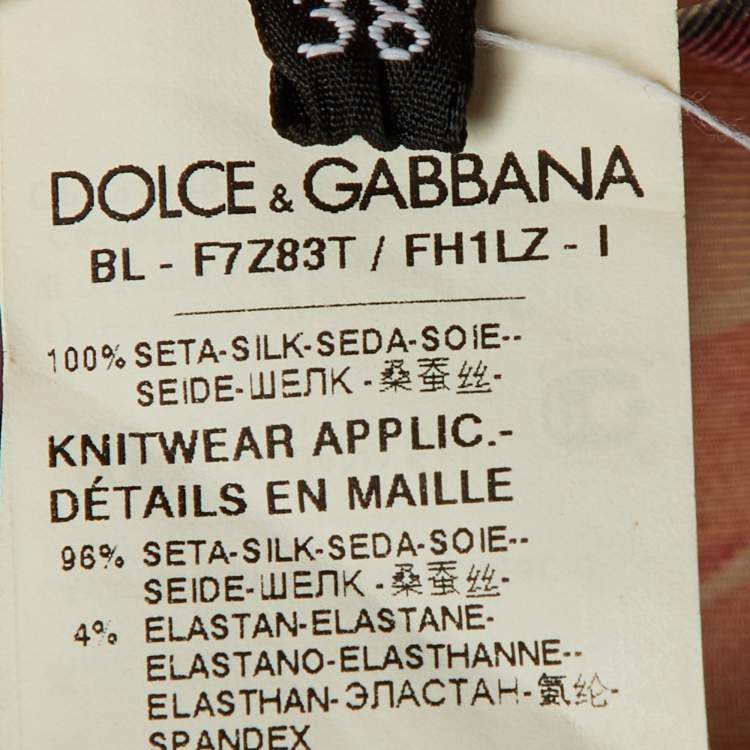 38
DOLCE & GABBANA
BL - F7Z83T / FH1LZ - I
100% SETA-SILK-SEDA-SOIE--
SEIDE-ШЕЛК -桑蚕丝-
KNITWEAR APPLIC.-
DÉTAILS EN MAILLE
96% SETA-SILK-SEDA-SOIE--
SEIDE-ШЕЛК -桑蚕丝-
4% ELASTAN-ELASTANE-
ELASTANO-ELASTHANNE--
ELASTHAN-ЭЛАСТАН-氨纶-
SPANDEX